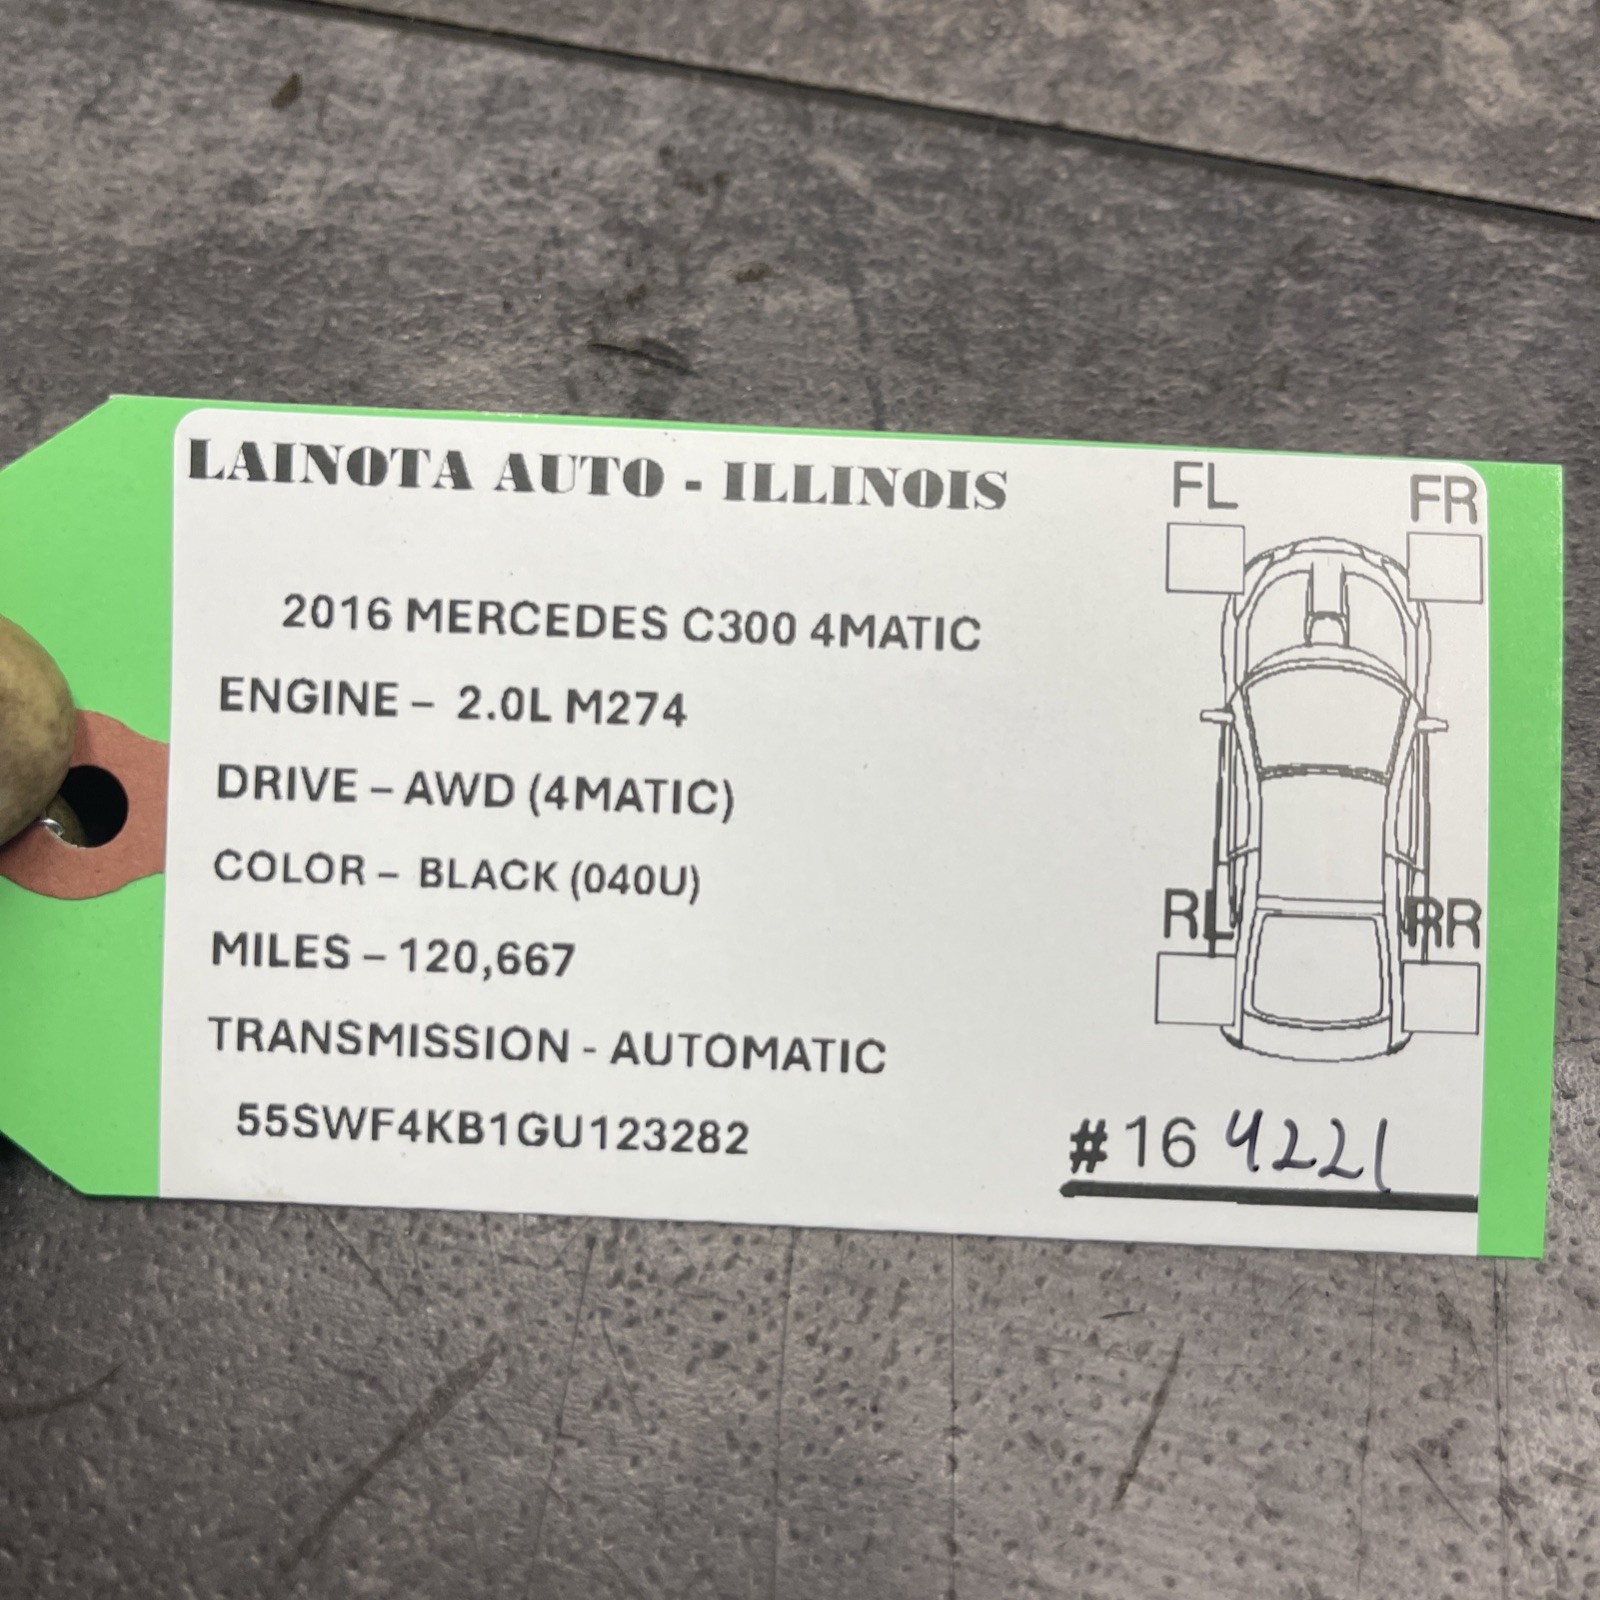 LAINOTA AUTO - ILLINOIS
FL
FR
2016 MERCEDES C300 4MATIC
ENGINE – 2.0L M274
DRIVE – AWD (4MATIC)
COLOR – BLACK (040U)
MILES – 120,667
RL
RR
TRANSMISSION - AUTOMATIC
55SWF4KB1GU123282
#16 4221